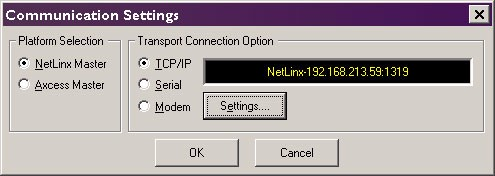 Communication Settings
Platform Selection
NetLinx Master
Axcess Master
Transport Connection Option
TCP/IP
Serial
Modem
NetLinx-192.168.213.59:1319
Settings....
OK
Cancel